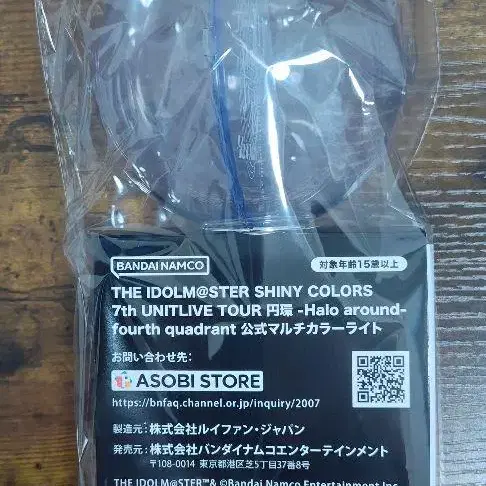 BANDAI NAMCO
対象年齢15歳以上
THE IDOLM@STER SHINY COLORS
7th UNITLIVE TOUR 円環 -Halo around-
fourth quadrant 公式マルチカラーライト
お問い合わせ先:
ASOBI STORE
https://bnfaq.channel.or.jp/inquiry/2007
製造元:株式会社ルイファン・ジャパン
発売元:株式会社バンダイナムコエンターテインメント
〒108-0014 東京都港区芝5丁目37番8号
THE IDOLM@STER™& ©Bandai Namco Entertainment Inc.